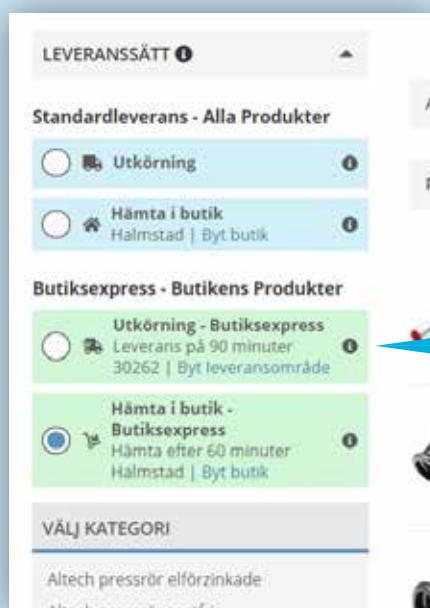 LEVERANSSÄTT
Standardleverans - Alla Produkter
Utkörning
Hämta i butik
Halmstad | Byt butik
Butiksexpress - Butikens Produkter
Utkörning - Butiksexpress
Leverans på 90 minuter
30262 | Byt leveransområde
Hämta i butik -
Butiksexpress
Hämta efter 60 minuter
Halmstad | Byt butik
VÄLJ KATEGORI
Altech pressrör elförzinkade